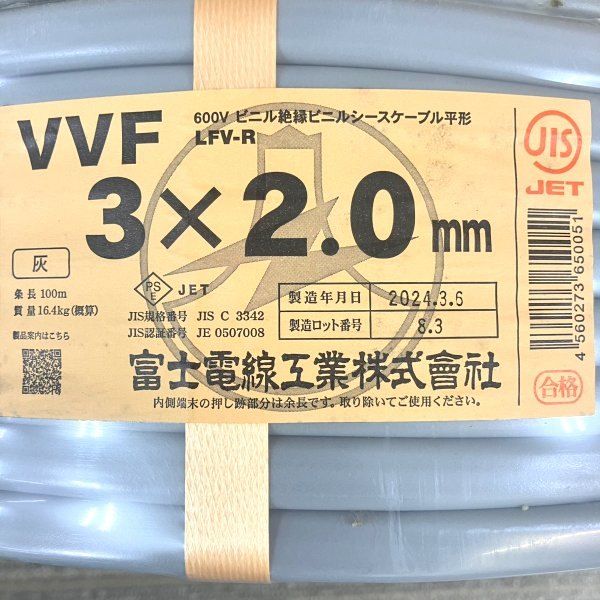 VVF
600V ビニル絶縁ビニルシースケーブル平形
LFV-R
3×2.0mm
JIS
JET
灰
条 長 100m
質 量 16.4kg(概算)
製品案内はこちら
PS
E
JET
JIS規格番号 JIS C 3342
JIS認証番号 JE 0507008
製造年月日 2024.3.6
製造ロット番号 8.3
富士電線工業株式會社
内側端末の押し跡部分は余長です。取り除いてご使用ください。
4560273650051
合格